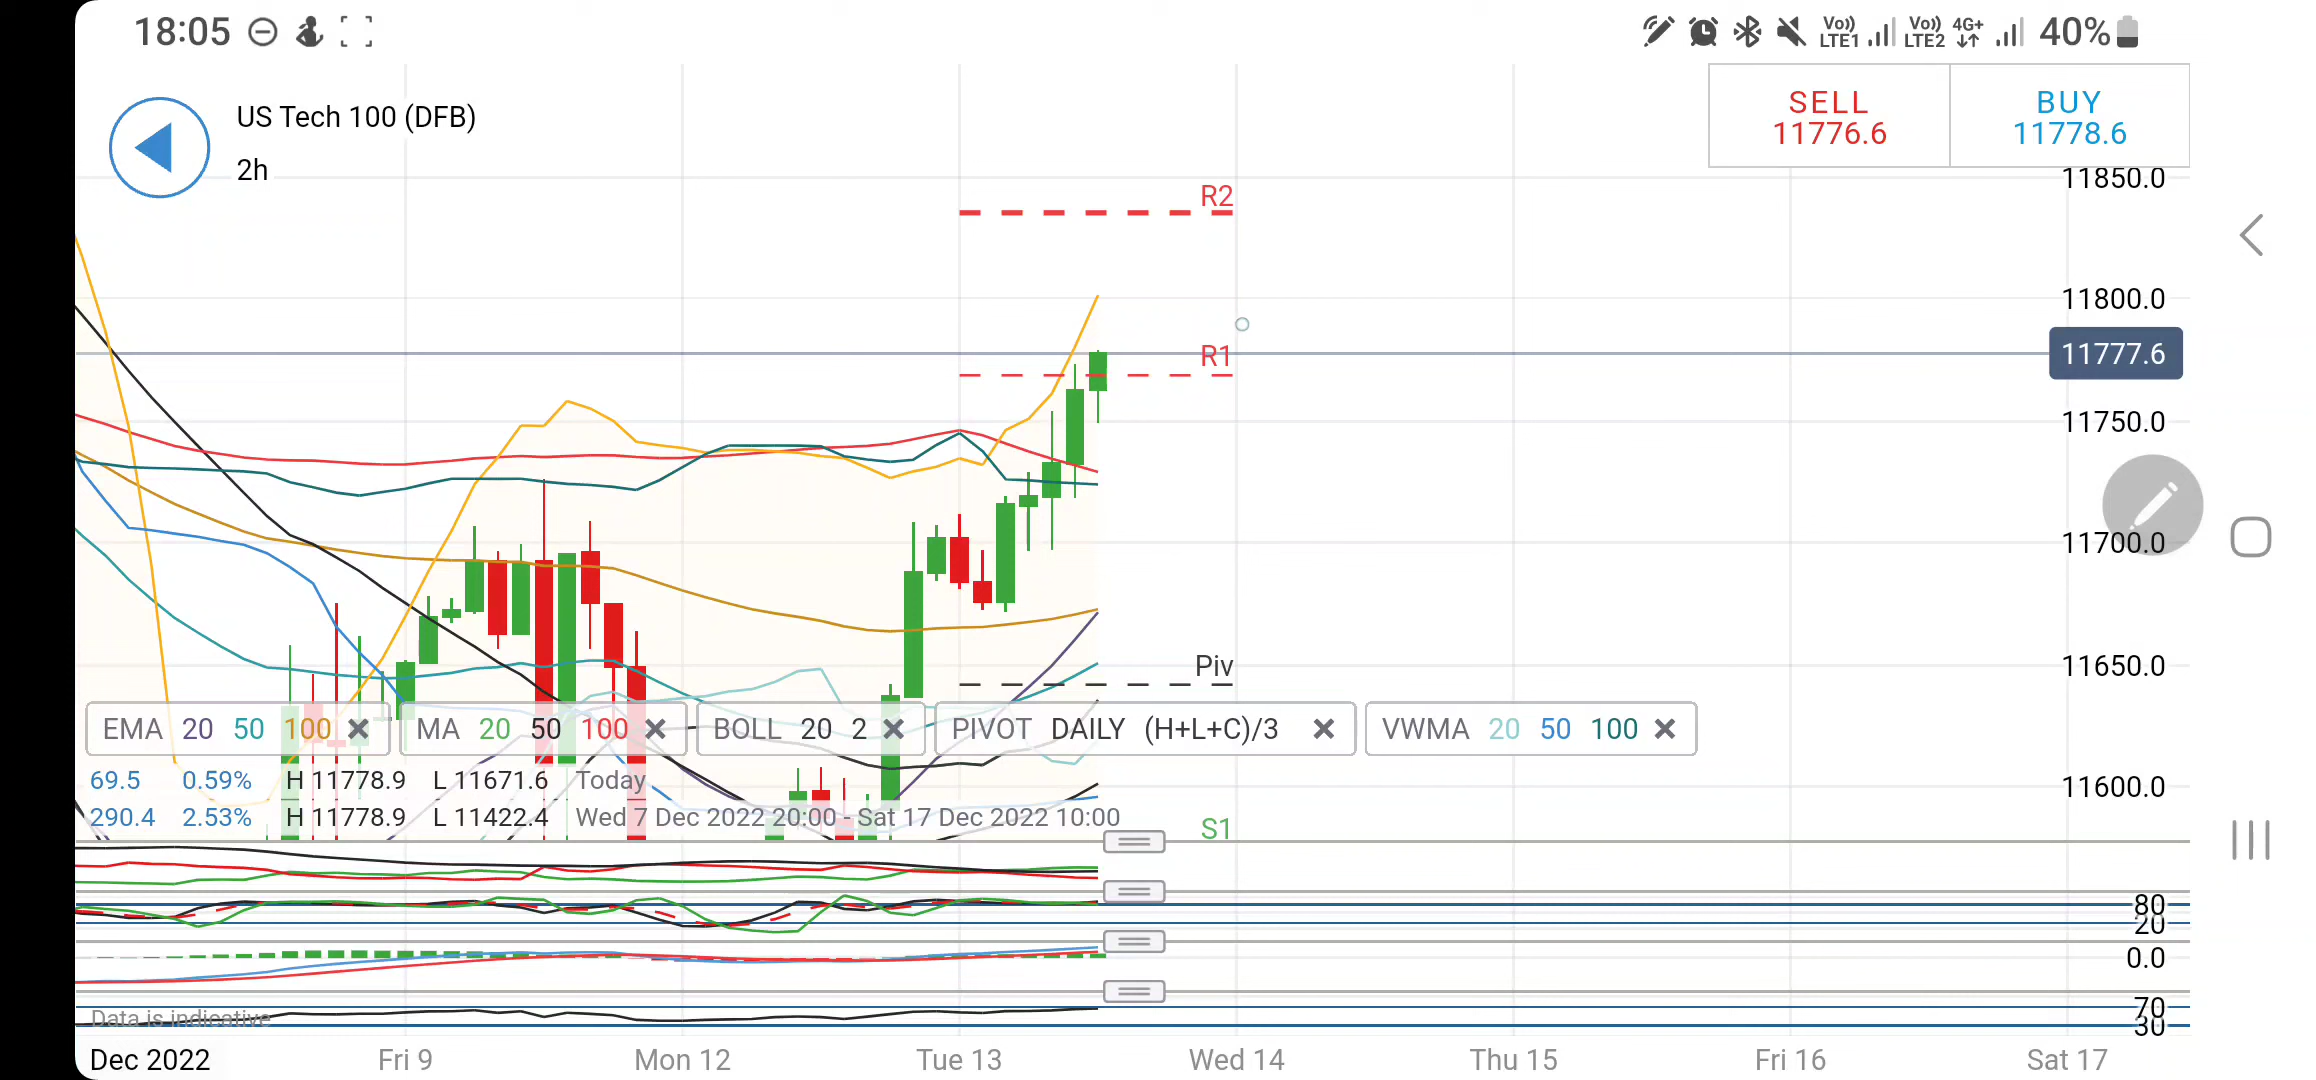 18:05
Vo)) LTE1 Vo)) LTE2 4G+ 40%
US Tech 100 (DFB)
2h
SELL BUY
11776.6 11778.6
11850.0
R2
11800.0
R1
11777.6
11750.0
11700.0
Piv
11650.0
EMA 20 50 100 MA 20 50 100 BOLL 20 2 PIVOT DAILY (H+L+C)/3 VWMA 20 50 100
69.5 0.59% H 11778.9 L 11671.6 Today
11600.0
290.4 2.53% H 11778.9 L 11422.4 Wed 7 Dec 2022 20:00 - Sat 17 Dec 2022 10:00
S1
80
20
0.0
70
30
Data is indicative
Dec 2022 Fri 9 Mon 12 Tue 13 Wed 14 Thu 15 Fri 16 Sat 17